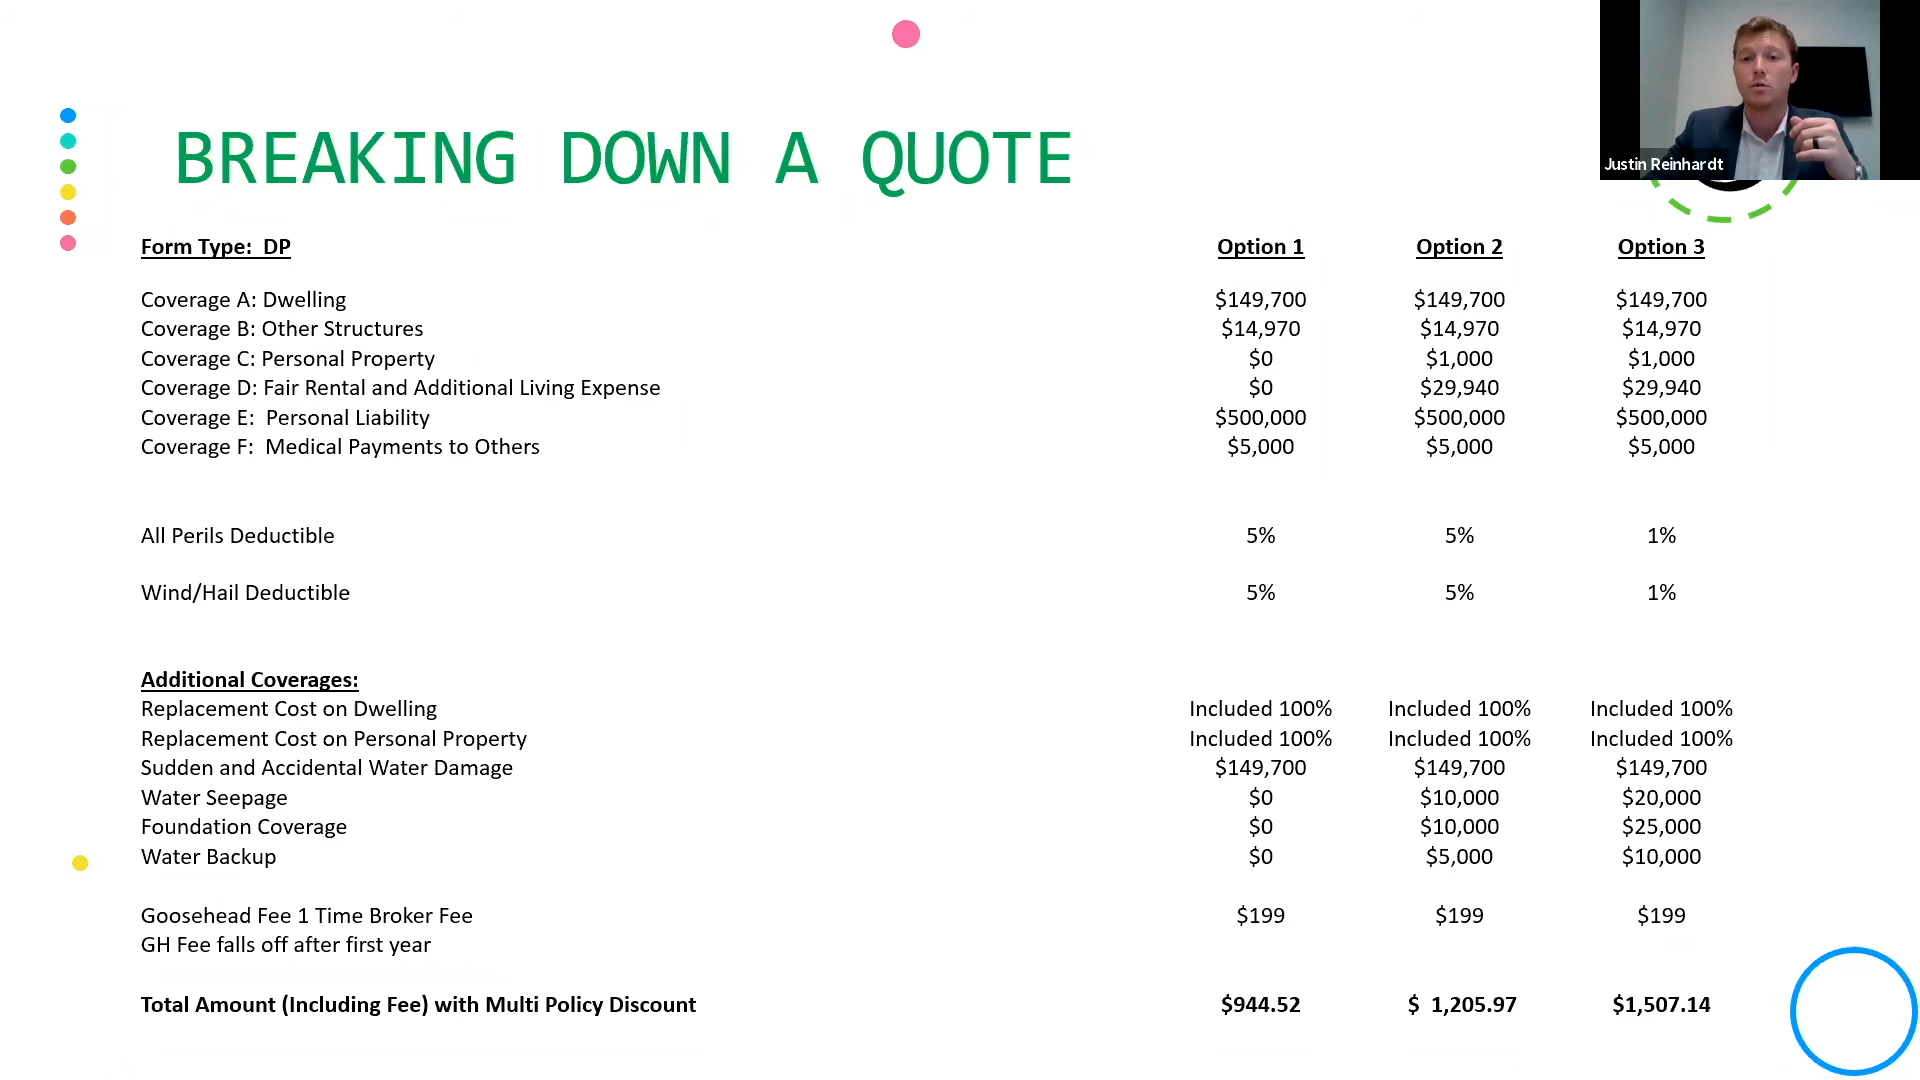 BREAKING DOWN A QUOTE
Justin Reinhardt
Form Type:  DP Option 1 Option 2 Option 3
Coverage A: Dwelling $149,700 $149,700 $149,700
Coverage B: Other Structures $14,970 $14,970 $14,970
Coverage C: Personal Property $0 $1,000 $1,000
Coverage D: Fair Rental and Additional Living Expense $0 $29,940 $29,940
Coverage E:  Personal Liability $500,000 $500,000 $500,000
Coverage F:  Medical Payments to Others $5,000 $5,000 $5,000
All Perils Deductible 5% 5% 1%
Wind/Hail Deductible 5% 5% 1%
Additional Coverages:
Replacement Cost on Dwelling Included 100% Included 100% Included 100%
Replacement Cost on Personal Property Included 100% Included 100% Included 100%
Sudden and Accidental Water Damage $149,700 $149,700 $149,700
Water Seepage $0 $10,000 $20,000
Foundation Coverage $0 $10,000 $25,000
Water Backup $0 $5,000 $10,000
Goosehead Fee 1 Time Broker Fee $199 $199 $199
GH Fee falls off after first year
Total Amount (Including Fee) with Multi Policy Discount $944.52 $  1,205.97 $1,507.14